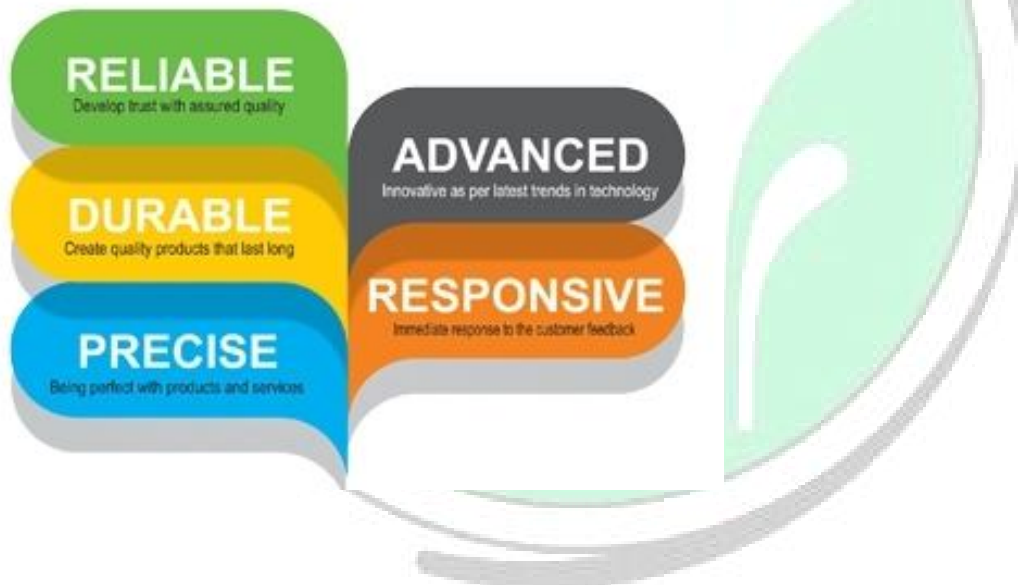 RELIABLE
Develop trust with assured quality
DURABLE
Create quality products that last long
PRECISE
Being perfect with products and services
ADVANCED
Innovative as per latest trends in technology
RESPONSIVE
Immediate response to the customer feedback